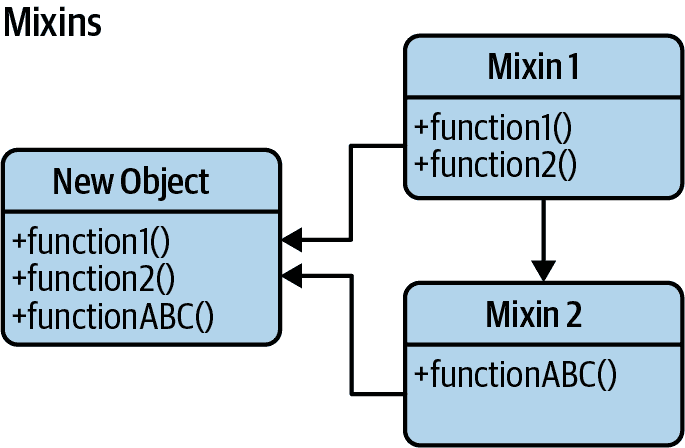 Mixins
Mixin 1
+function1()
+function2()
New Object
+function1()
+function2()
+functionABC()
Mixin 2
+functionABC()